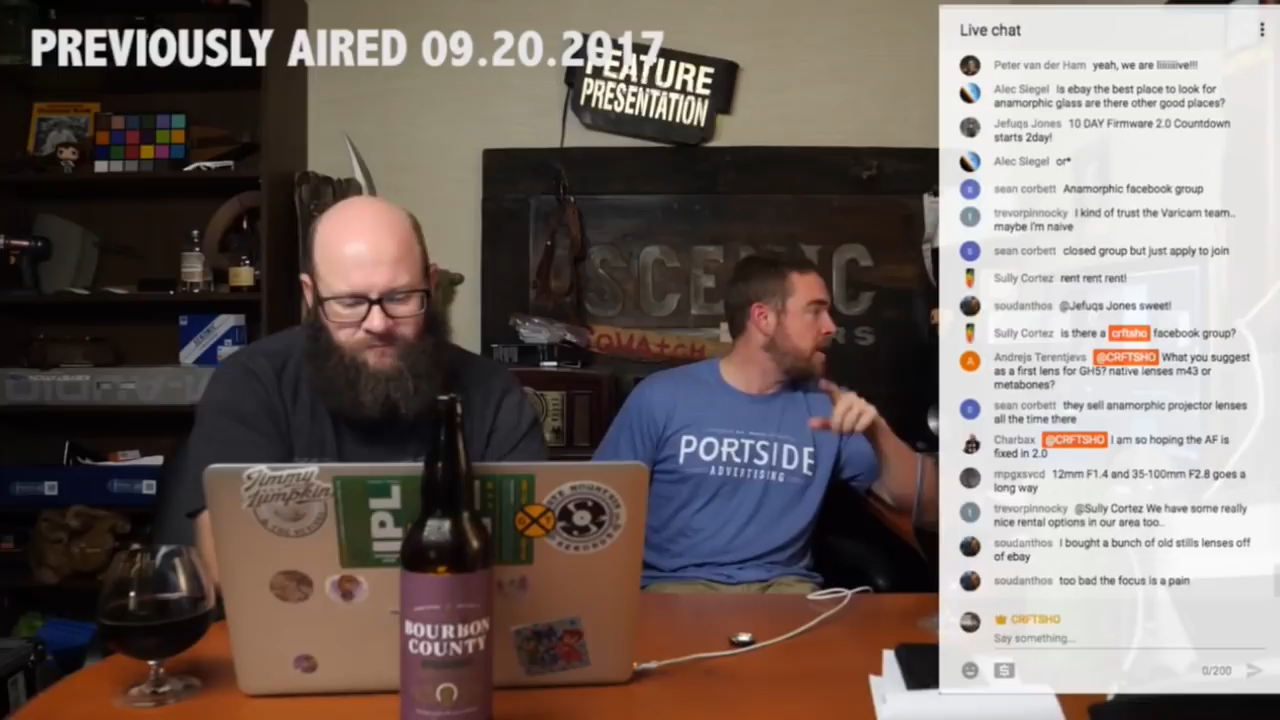 PREVIOUSLY AIRED 09.20.2017
FEATURE
PRESENTATION
SCENIC
RS
PORTSIDE
ADVERTISING
Jimmy
Lumpkin
IPL
BOURBON
COUNTY
Live chat
Peter van der Ham yeah, we are liiiiiiive!!!
Alec Siegel Is ebay the best place to look for
anamorphic glass are there other good places?
Jefuqs Jones 10 DAY Firmware 2.0 Countdown
starts 2day!
Alec Siegel or*
sean corbett Anamorphic facebook group
trevorpinnocky I kind of trust the Varicam team..
maybe I'm naive
sean corbett closed group but just apply to join
Sully Cortez rent rent rent!
soudanthos @Jefuqs Jones sweet!
Sully Cortez is there a crftsho facebook group?
Andrejs Terentjevs @CRFTSHO What you suggest
as a first lens for GH5? native lenses m43 or
metabones?
sean corbett they sell anamorphic projector lenses
all the time there
Charbax @CRFTSHO I am so hoping the AF is
fixed in 2.0
mpgxsvcd 12mm F1.4 and 35-100mm F2.8 goes a
long way
trevorpinnocky @Sully Cortez We have some really
nice rental options in our area too..
soudanthos I bought a bunch of old stills lenses off
of ebay
soudanthos too bad the focus is a pain
CRFTSHO
Say something...
0/200